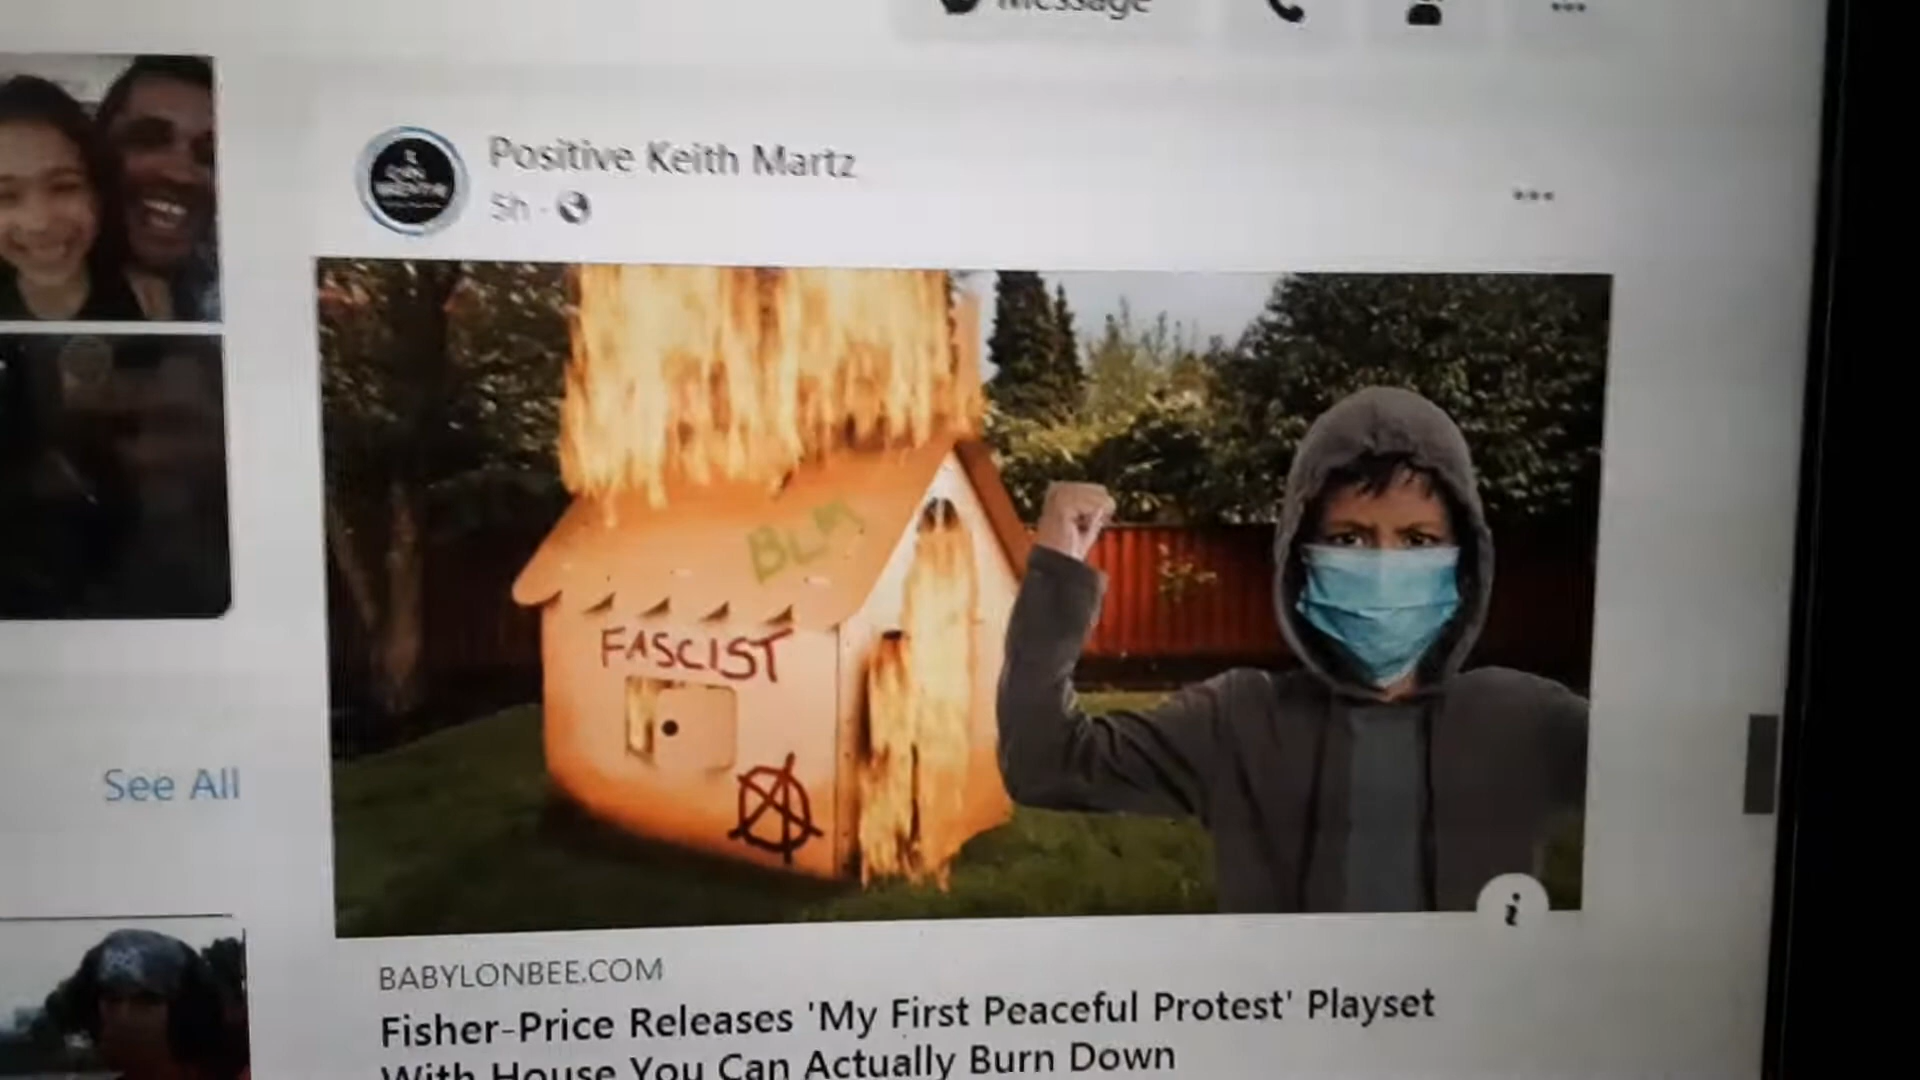 Message
Positive Keith Martz
5h
BLM
FASCIST
See All
BABYLONBEE.COM
Fisher-Price Releases 'My First Peaceful Protest' Playset
With House You Can Actually Burn Down